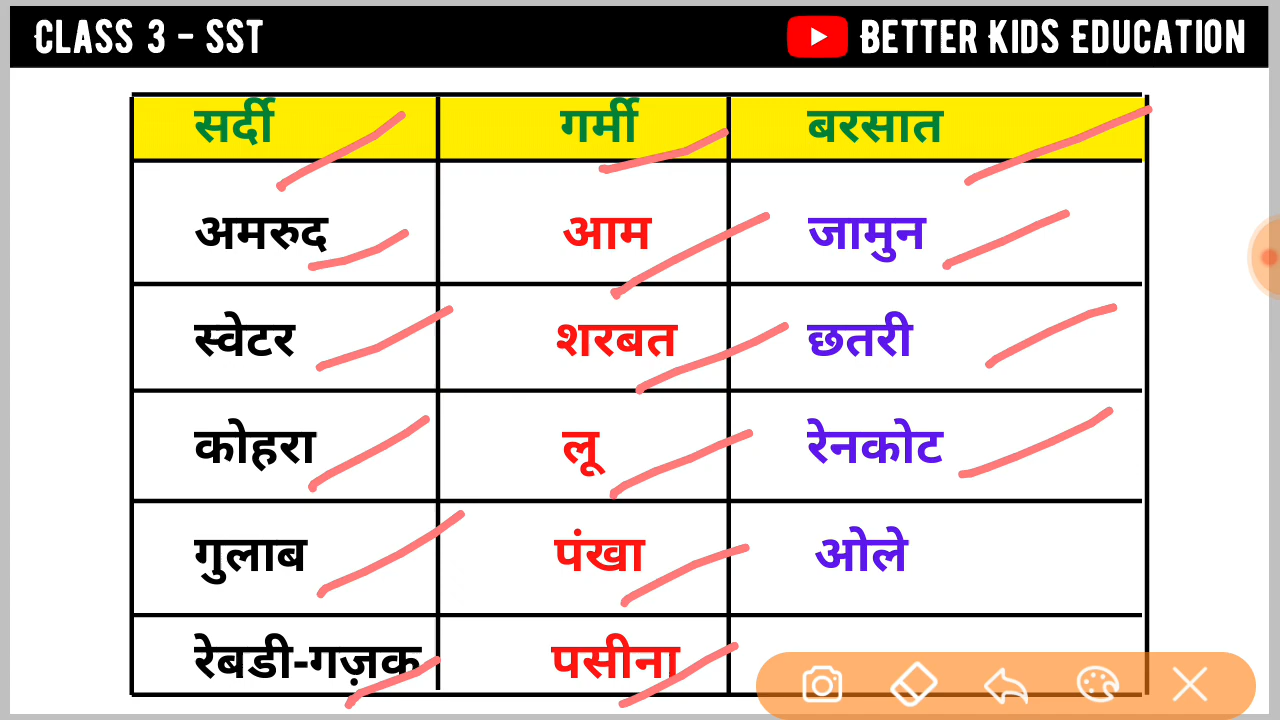 CLASS 3 - SST
BETTER KIDS EDUCATION
सर्दी गर्मी बरसात
अमरुद आम जामुन
स्वेटर शरबत छतरी
कोहरा लू रेनकोट
गुलाब पंखा ओले
रेबडी-गज़क पसीना